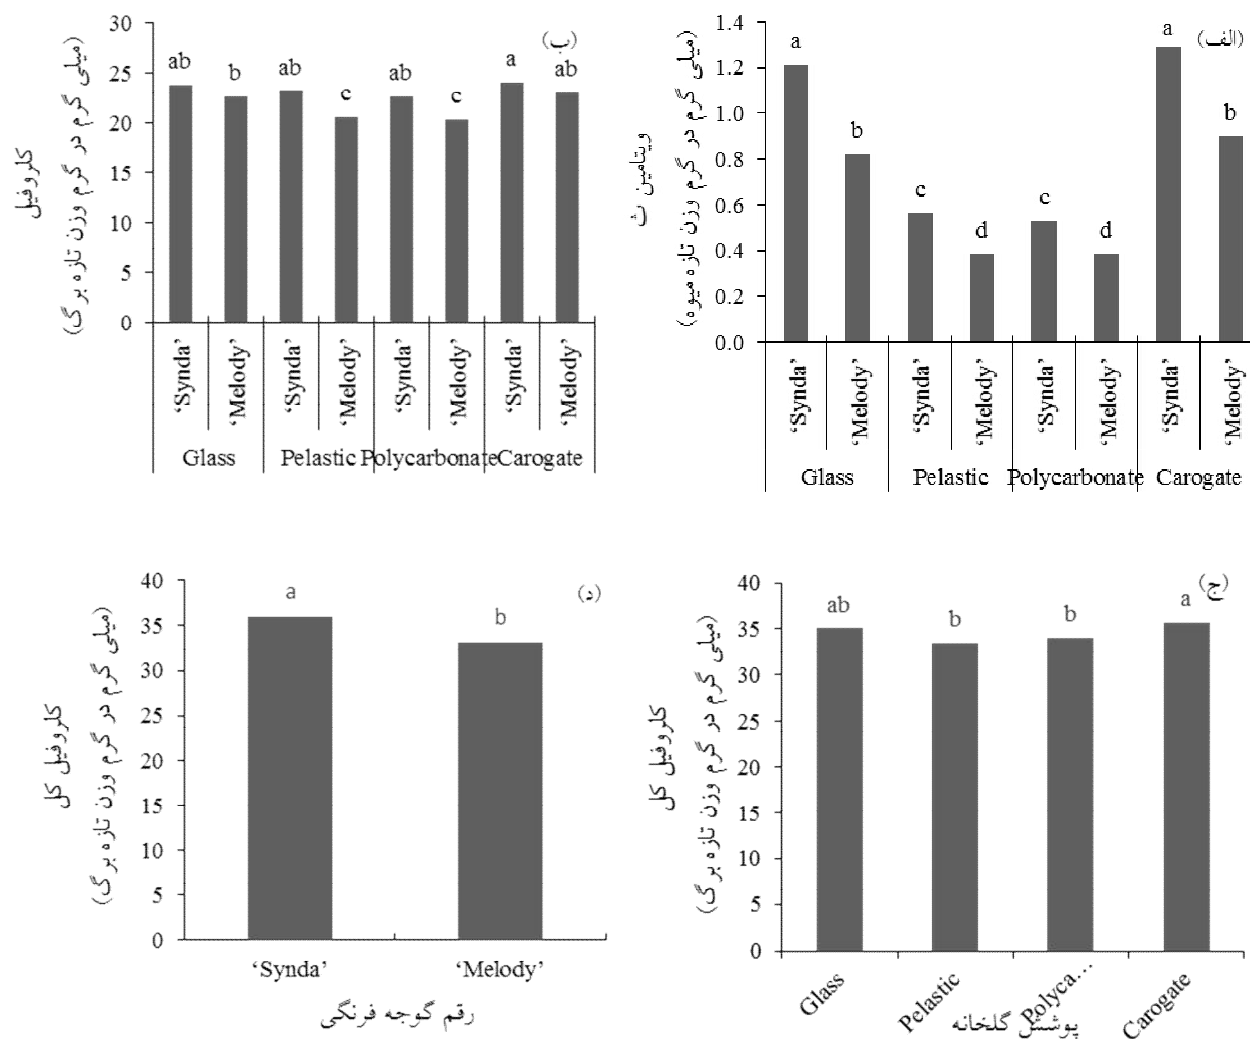 (الف)
ویتامین ث
(میلی گرم در گرم وزن تازه میوه)
1.4
1.2
1.0
0.8
0.6
0.4
0.2
0.0
a
b
c
d
c
d
a
b
‘Synda’
‘Melody’
‘Synda’
‘Melody’
‘Synda’
‘Melody’
‘Synda’
‘Melody’
Glass
Pelastic
Polycarbonate
Carogate
(ب)
کلروفیل
(میلی گرم در گرم وزن تازه برگ)
30
25
20
15
10
5
0
ab
b
ab
c
ab
c
a
ab
‘Synda’
‘Melody’
‘Synda’
‘Melody’
‘Synda’
‘Melody’
‘Synda’
‘Melody’
Glass
Pelastic
Polycarbonate
Carogate
(ج)
کلروفیل کل
(میلی گرم در گرم وزن تازه برگ)
40
35
30
25
20
15
10
5
0
ab
b
b
a
Glass
Pelastic
Polyca...
Carogate
پوشش گلخانه
(د)
کلروفیل کل
(میلی گرم در گرم وزن تازه برگ)
40
35
30
25
20
15
10
5
0
a
b
‘Synda’
‘Melody’
رقم گوجه فرنگی